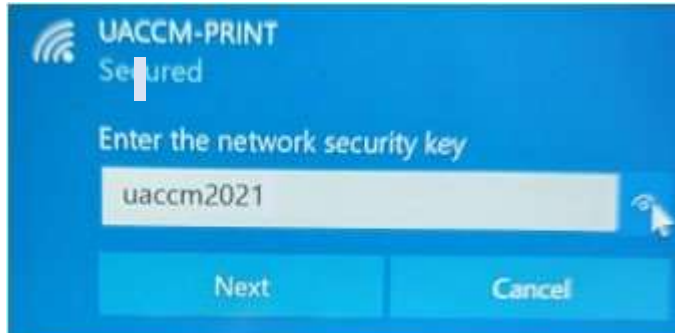 UACCM-PRINT
Secured
Enter the network security key
uaccm2021
Next
Cancel